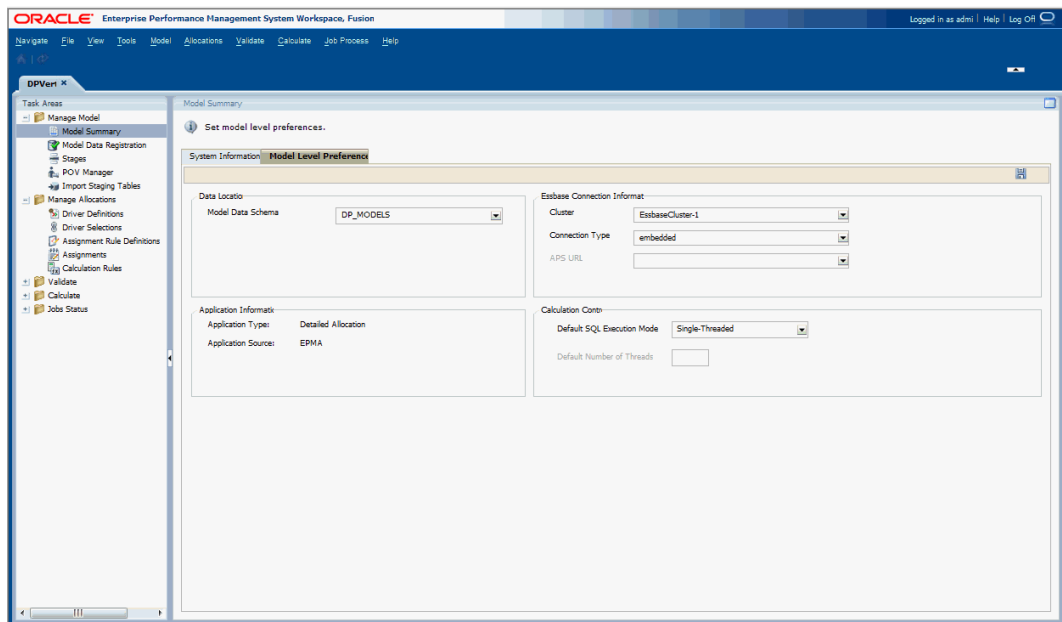 ORACLE Enterprise Performance Management System Workspace, Fusion
Logged in as admi | Help | Log Off
Navigate File View Tools Model Allocations Validate Calculate Job Process Help
DPVeri ×
Task Areas
Manage Model
Model Summary
Model Data Registration
Stages
POV Manager
Import Staging Tables
Manage Allocations
Driver Definitions
Driver Selections
Assignment Rule Definitions
Assignments
Calculation Rules
Validate
Calculate
Jobs Status
Model Summary
Set model level preferences.
System Information Model Level Preferenc
Data Locatio
Model Data Schema DP_MODELS
Essbase Connection Informat
Cluster EssbaseCluster-1
Connection Type embedded
APS URL
Application Informati
Application Type: Detailed Allocation
Application Source: EPMA
Calculation Contr
Default SQL Execution Mode Single-Threaded
Default Number of Threads